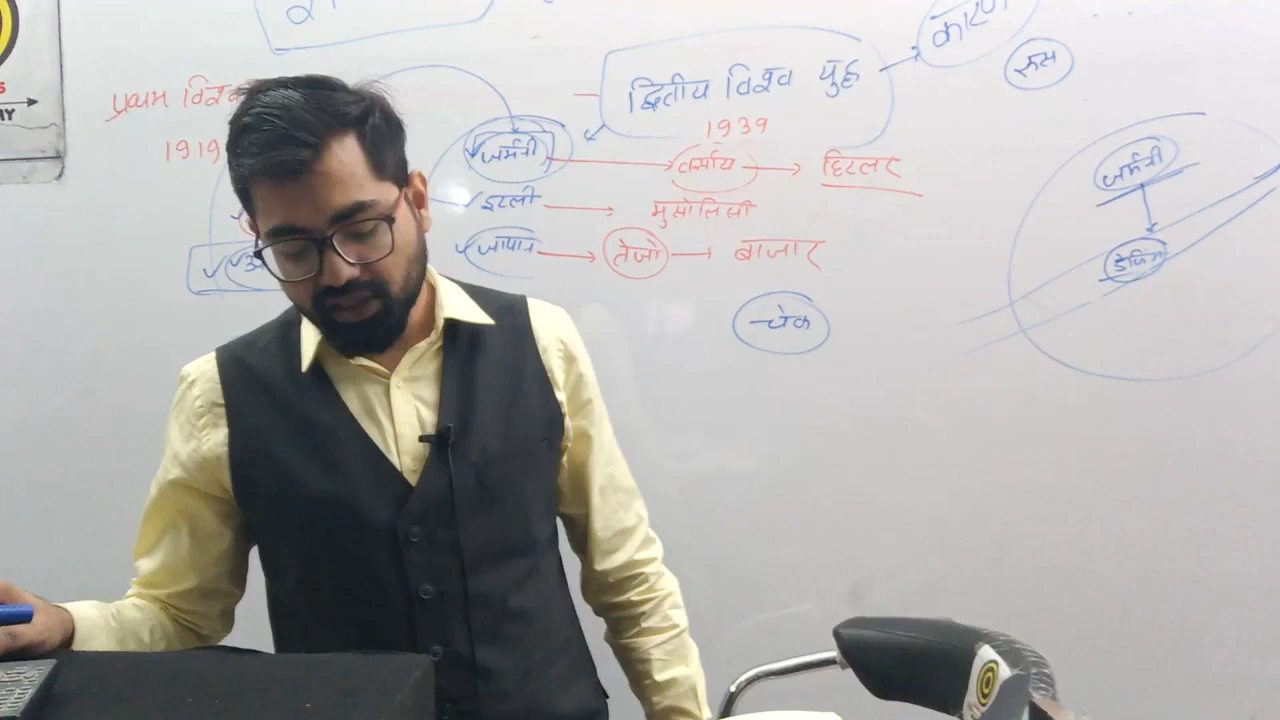 कारण
रूस
द्वितीय विश्व युद्ध
1939
प्रथम
1919
जर्मनी → वर्साय → हिटलर
इटली → मुसोलिसी
जापान → तोजो → बाजार
चेक
जर्मनी
डेंजिंग